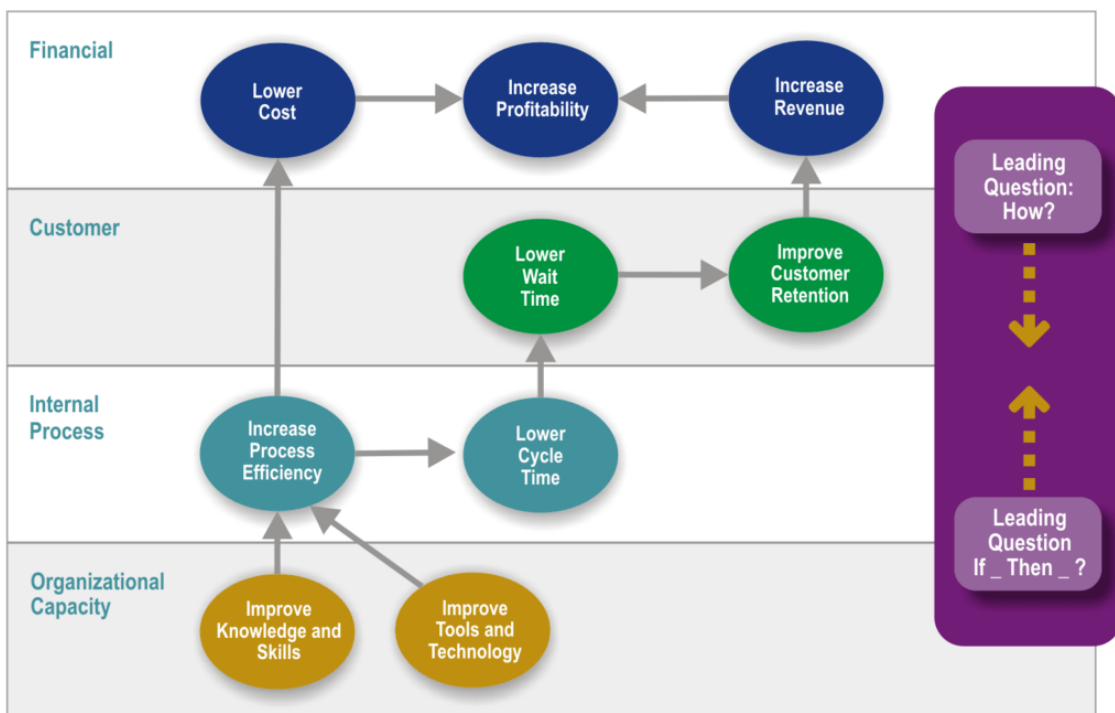 Financial
Lower
Cost
Increase
Profitability
Increase
Revenue
Leading
Question:
How?
Customer
Lower
Wait
Time
Improve
Customer
Retention
Internal
Process
Increase
Process
Efficiency
Lower
Cycle
Time
Leading
Question
If _ Then _ ?
Organizational
Capacity
Improve
Knowledge and
Skills
Improve
Tools and
Technology